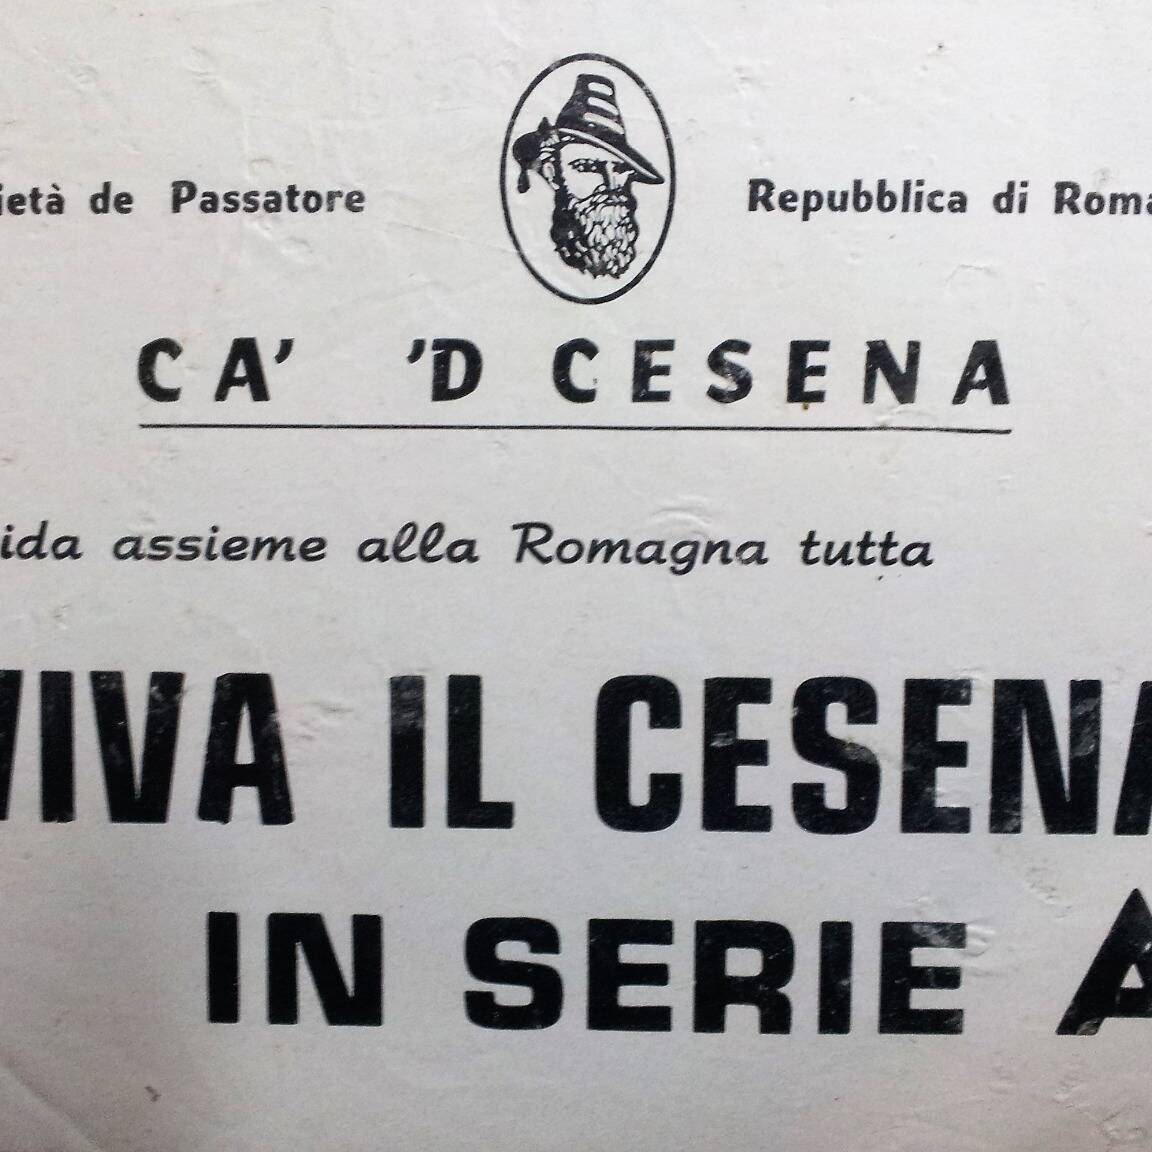 ietà de Passatore Repubblica di Roma
CA' 'D CESENA
ida assieme alla Romagna tutta
VIVA IL CESENA
IN SERIE A